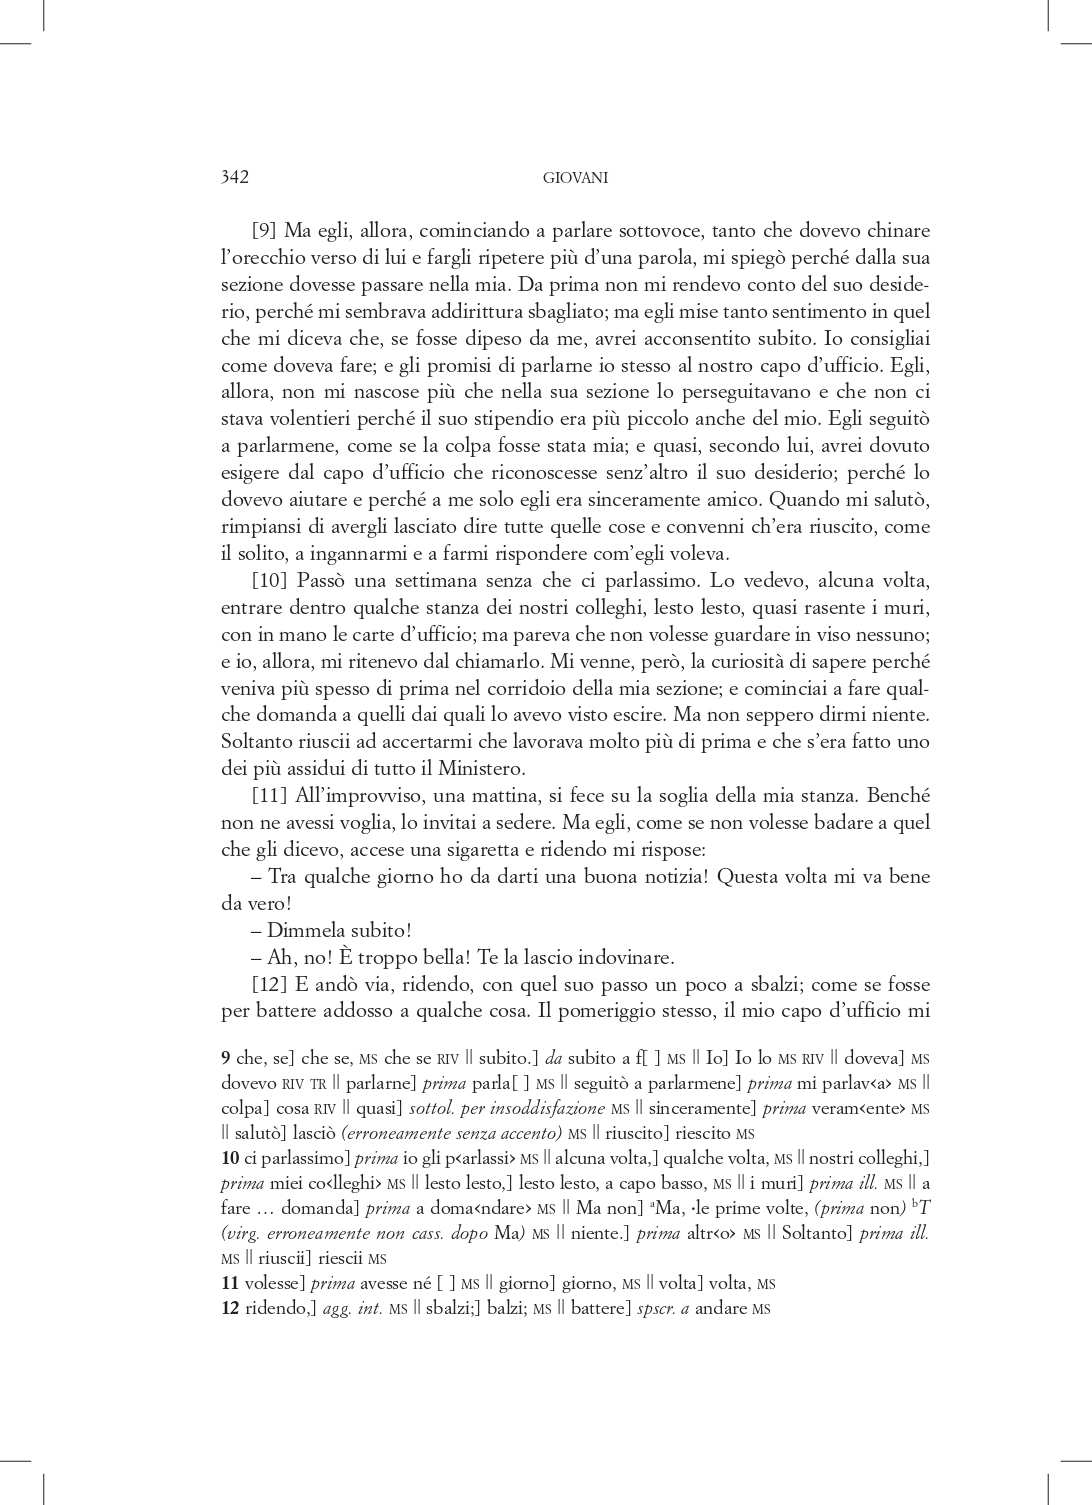 342
GIOVANI
[9] Ma egli, allora, cominciando a parlare sottovoce, tanto che dovevo chinare
l’orecchio verso di lui e fargli ripetere più d’una parola, mi spiegò perché dalla sua
sezione dovesse passare nella mia. Da prima non mi rendevo conto del suo deside-
rio, perché mi sembrava addirittura sbagliato; ma egli mise tanto sentimento in quel
che mi diceva che, se fosse dipeso da me, avrei acconsentito subito. Io consigliai
come doveva fare; e gli promisi di parlarne io stesso al nostro capo d’ufficio. Egli,
allora, non mi nascose più che nella sua sezione lo perseguitavano e che non ci
stava volentieri perché il suo stipendio era più piccolo anche del mio. Egli seguitò
a parlarmene, come se la colpa fosse stata mia; e quasi, secondo lui, avrei dovuto
esigere dal capo d’ufficio che riconoscesse senz’altro il suo desiderio; perché lo
dovevo aiutare e perché a me solo egli era sinceramente amico. Quando mi salutò,
rimpiansi di avergli lasciato dire tutte quelle cose e convenni ch’era riuscito, come
il solito, a ingannarmi e a farmi rispondere com’egli voleva.
[10] Passò una settimana senza che ci parlassimo. Lo vedevo, alcuna volta,
entrare dentro qualche stanza dei nostri colleghi, lesto lesto, quasi rasente i muri,
con in mano le carte d’ufficio; ma pareva che non volesse guardare in viso nessuno;
e io, allora, mi ritenevo dal chiamarlo. Mi venne, però, la curiosità di sapere perché
veniva più spesso di prima nel corridoio della mia sezione; e cominciai a fare qual-
che domanda a quelli dai quali lo avevo visto escire. Ma non seppero dirmi niente.
Soltanto riuscii ad accertarmi che lavorava molto più di prima e che s’era fatto uno
dei più assidui di tutto il Ministero.
[11] All’improvviso, una mattina, si fece su la soglia della mia stanza. Benché
non ne avessi voglia, lo invitai a sedere. Ma egli, come se non volesse badare a quel
che gli dicevo, accese una sigaretta e ridendo mi rispose:
– Tra qualche giorno ho da darti una buona notizia! Questa volta mi va bene
da vero!
– Dimmela subito!
– Ah, no! È troppo bella! Te la lascio indovinare.
[12] E andò via, ridendo, con quel suo passo un poco a sbalzi; come se fosse
per battere addosso a qualche cosa. Il pomeriggio stesso, il mio capo d’ufficio mi
9 che, se] che se, MS che se RIV || subito.] da subito a f[ ] MS || Io] Io lo MS RIV || doveva] MS
dovevo RIV TR || parlarne] prima parla[ ] MS || seguitò a parlarmene] prima mi parlav‹a› MS ||
colpa] cosa RIV || quasi] sottol. per insoddisfazione MS || sinceramente] prima veram‹ente› MS
|| salutò] lasciò (erroneamente senza accento) MS || riuscito] riescito MS
10 ci parlassimo] prima io gli p‹arlassi› MS || alcuna volta,] qualche volta, MS || nostri colleghi,]
prima miei co‹lleghi› MS || lesto lesto,] lesto lesto, a capo basso, MS || i muri] prima ill. MS || a
fare … domanda] prima a doma‹ndare› MS || Ma non] ᵃMa, ·le prime volte, (prima non) ᵇT
(virg. erroneamente non cass. dopo Ma) MS || niente.] prima altr‹o› MS || Soltanto] prima ill.
MS || riuscii] riescii MS
11 volesse] prima avesse né [ ] MS || giorno] giorno, MS || volta] volta, MS
12 ridendo,] agg. int. MS || sbalzi;] balzi; MS || battere] spscr. a andare MS